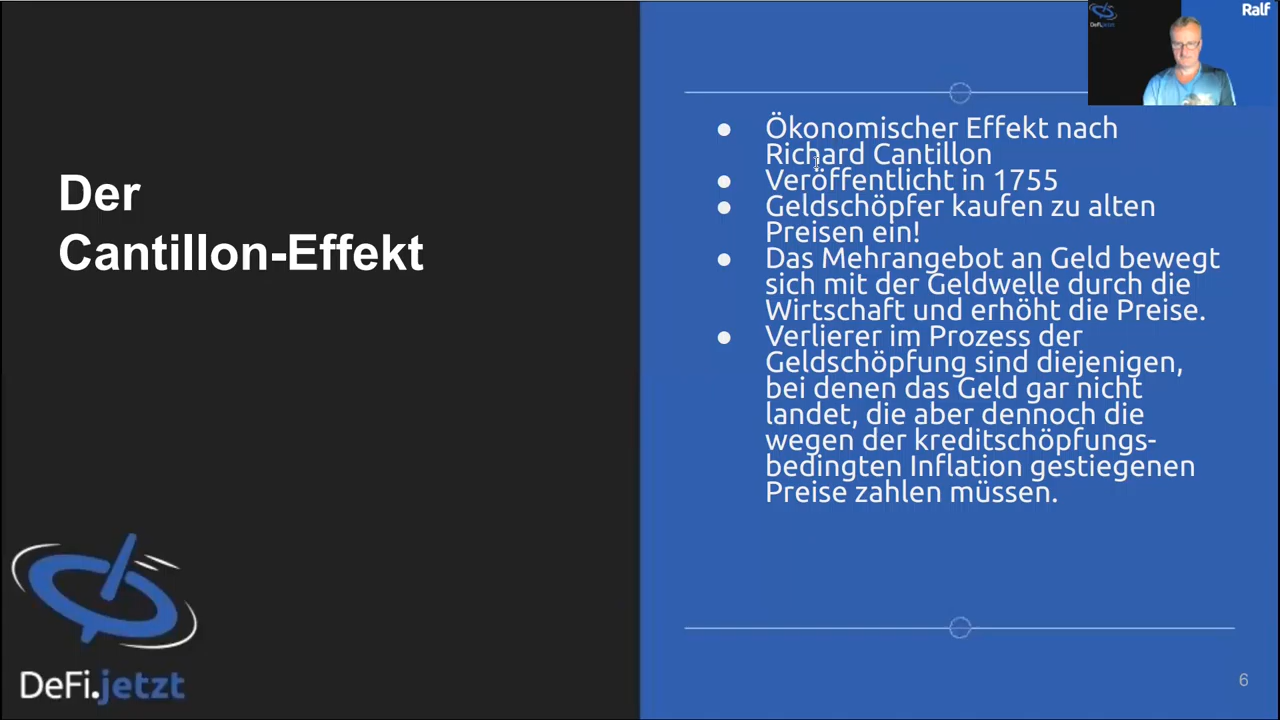 Der
Cantillon-Effekt
DeFi.jetzt
Ralf
DeFi.jetzt
● Ökonomischer Effekt nach
Richard Cantillon
● Veröffentlicht in 1755
● Geldschöpfer kaufen zu alten
Preisen ein!
● Das Mehrangebot an Geld bewegt
sich mit der Geldwelle durch die
Wirtschaft und erhöht die Preise.
● Verlierer im Prozess der
Geldschöpfung sind diejenigen,
bei denen das Geld gar nicht
landet, die aber dennoch die
wegen der kreditschöpfungs-
bedingten Inflation gestiegenen
Preise zahlen müssen.
6